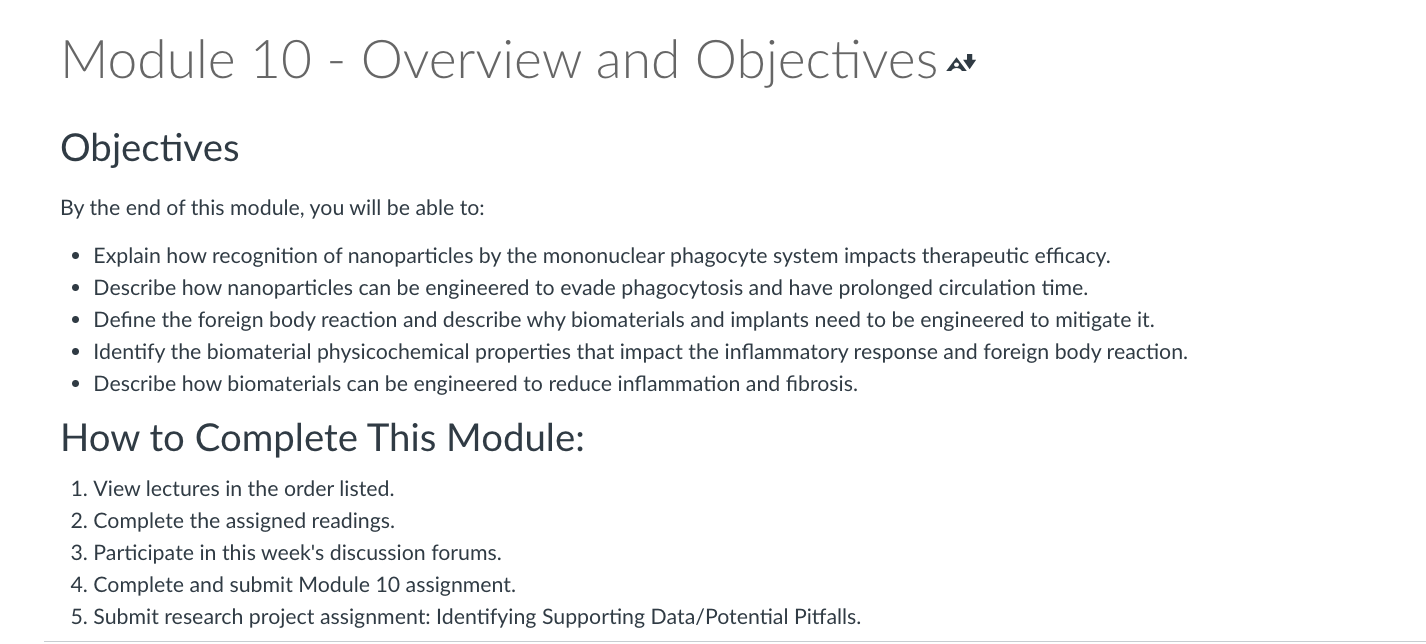 Module 10 - Overview and Objectives
Objectives
By the end of this module, you will be able to:
• Explain how recognition of nanoparticles by the mononuclear phagocyte system impacts therapeutic efficacy.
• Describe how nanoparticles can be engineered to evade phagocytosis and have prolonged circulation time.
• Define the foreign body reaction and describe why biomaterials and implants need to be engineered to mitigate it.
• Identify the biomaterial physicochemical properties that impact the inflammatory response and foreign body reaction.
• Describe how biomaterials can be engineered to reduce inflammation and fibrosis.
How to Complete This Module:
1. View lectures in the order listed.
2. Complete the assigned readings.
3. Participate in this week's discussion forums.
4. Complete and submit Module 10 assignment.
5. Submit research project assignment: Identifying Supporting Data/Potential Pitfalls.